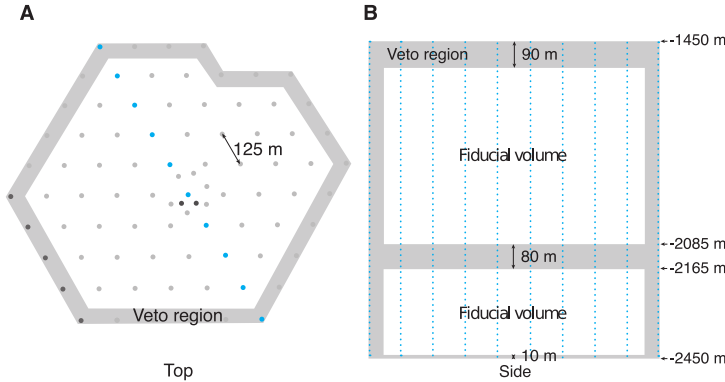 A
125 m
Veto region
Top
B
-1450 m
Veto region
90 m
Fiducial volume
-2085 m
80 m
-2165 m
Fiducial volume
10 m
-2450 m
Side